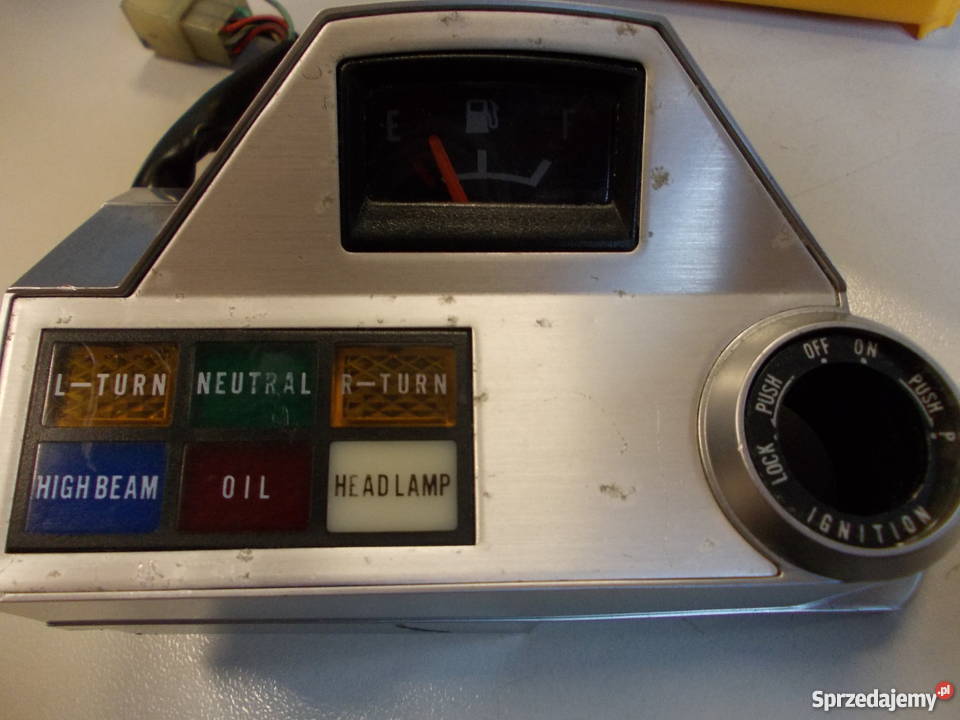 E F
L-TURN NEUTRAL R-TURN
HIGH BEAM OIL HEAD LAMP
LOCK PUSH OFF ON PUSH P
IGNITION
Sprzedajemy.pl